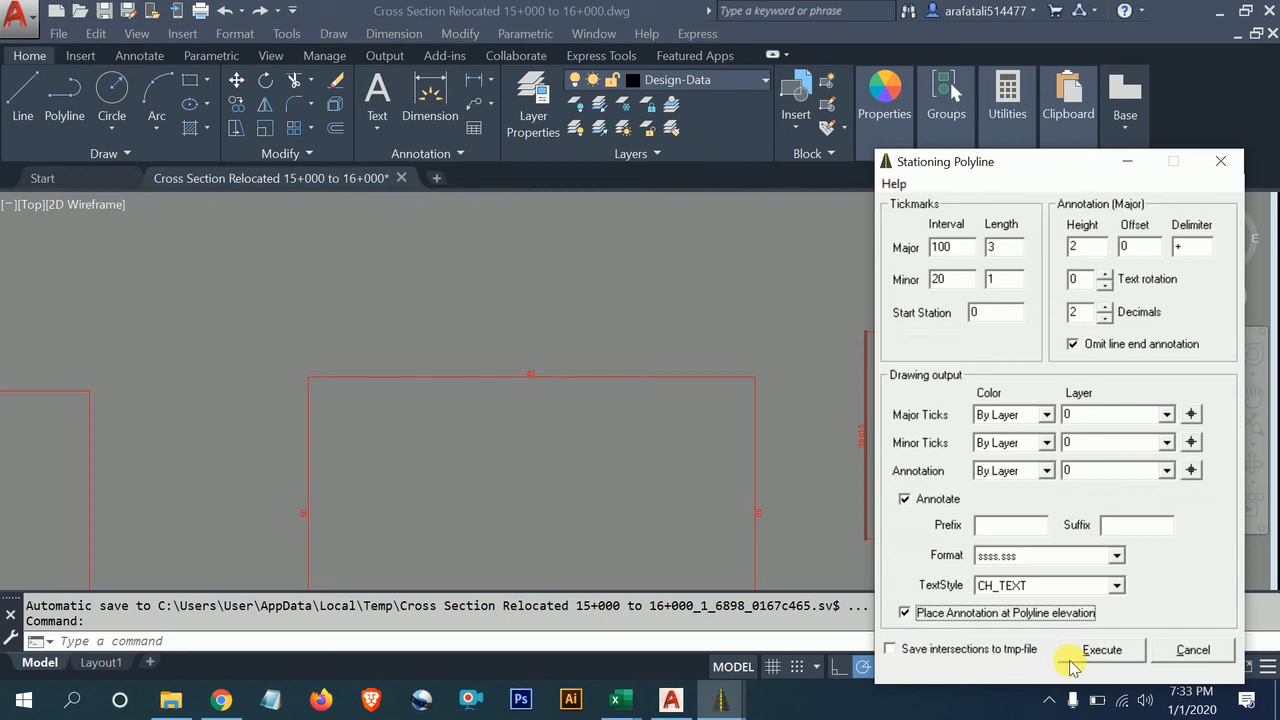 Cross Section Relocated 15+000 to 16+000.dwg
Type a keyword or phrase
arafatali514477
File Edit View Insert Format Tools Draw Dimension Modify Parametric Window Help Express
Home Insert Annotate Parametric View Manage Output Add-ins Collaborate Express Tools Featured Apps
Design-Data
Line Polyline Circle Arc Text Dimension Layer Properties Insert Properties Groups Utilities Clipboard Base
Draw Modify Annotation Layers Block
Start Cross Section Relocated 15+000 to 16+000*
[−][Top][2D Wireframe]
E
80
50
50
Stationing Polyline
Help
Tickmarks
Interval Length
Major 100 3
Minor 20 1
Start Station 0
Annotation (Major)
Height Offset Delimiter
2 0 +
0 Text rotation
2 Decimals
Omit line end annotation
Drawing output
Color Layer
Major Ticks By Layer 0
Minor Ticks By Layer 0
Annotation By Layer 0
Annotate
Prefix Suffix
Format ssss.sss
TextStyle CH_TEXT
Place Annotation at Polyline elevation
Save intersections to tmp-file Execute Cancel
Automatic save to C:\Users\User\AppData\Local\Temp\Cross Section Relocated 15+000 to 16+000_1_6898_0167c465.sv$ ...
Command:
Type a command
Model Layout1
MODEL
7:33 PM
1/1/2020